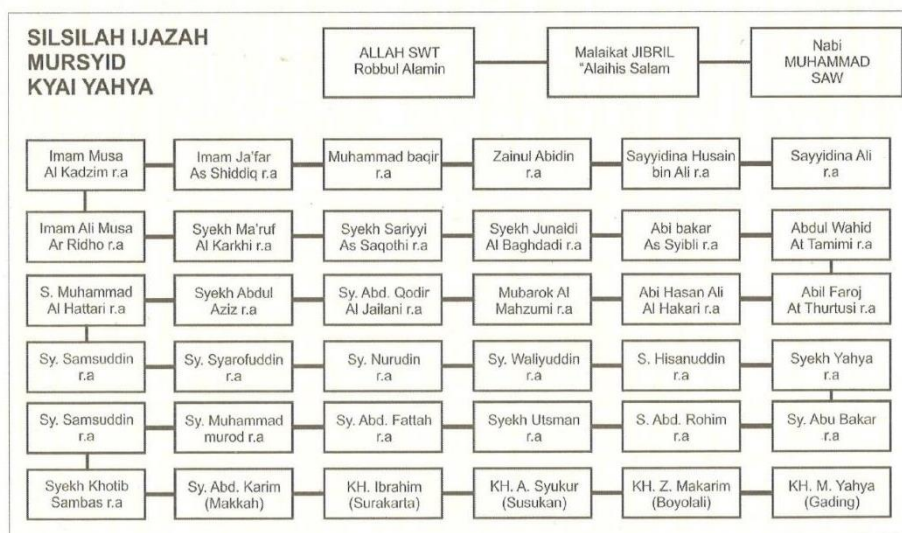 SILSILAH IJAZAH
MURSYID
KYAI YAHYA
ALLAH SWT
Robbul Alamin
Malaikat JIBRIL
"Alaihis Salam
Nabi
MUHAMMAD
SAW
Imam Musa
Al Kadzim r.a
Imam Ja'far
As Shiddiq r.a
Muhammad baqir
r.a
Zainul Abidin
r.a
Sayyidina Husain
bin Ali r.a
Sayyidina Ali
r.a
Imam Ali Musa
Ar Ridho r.a
Syekh Ma'ruf
Al Karkhi r.a
Syekh Sariyyi
As Saqothi r.a
Syekh Junaidi
Al Baghdadi r.a
Abi bakar
As Syibli r.a
Abdul Wahid
At Tamimi r.a
S. Muhammad
Al Hattari r.a
Syekh Abdul
Aziz r.a
Sy. Abd. Qodir
Al Jailani r.a
Mubarok Al
Mahzumi r.a
Abi Hasan Ali
Al Hakari r.a
Abil Faroj
At Thurtusi r.a
Sy. Samsuddin
r.a
Sy. Syarofuddin
r.a
Sy. Nurudin
r.a
Sy. Waliyuddin
r.a
S. Hisanuddin
r.a
Syekh Yahya
r.a
Sy. Samsuddin
r.a
Sy. Muhammad
murod r.a
Sy. Abd. Fattah
r.a
Syekh Utsman
r.a
S. Abd. Rohim
r.a
Sy. Abu Bakar
r.a
Syekh Khotib
Sambas r.a
Sy. Abd. Karim
(Makkah)
KH. Ibrahim
(Surakarta)
KH. A. Syukur
(Susukan)
KH. Z. Makarim
(Boyolali)
KH. M. Yahya
(Gading)